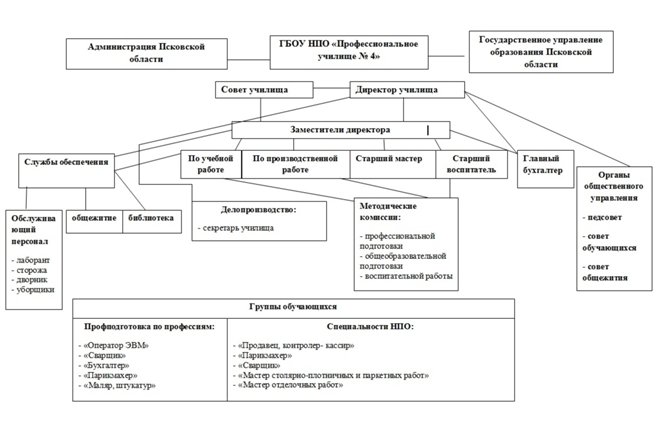 Администрация Псковской
области
ГБОУ НПО «Профессиональное
училище № 4»
Государственное управление
образования Псковской
области
Совет училища
Директор училища
Заместители директора
Службы обеспечения
По учебной
работе
По производственной
работе
Старший мастер
Старший
воспитатель
Главный
бухгалтер
Органы
общественного
управления
- педсовет
- совет
обучающихся
- совет
общежития
Обслужива
ющий
персонал
- лаборант
- сторожа
- дворник
- уборщики
общежитие
библиотека
Делопроизводство:
- секретарь училища
Методические
комиссии:
- профессиональной
подготовки
- общеобразовательной
подготовки
- воспитательной работы
Группы обучающихся
Профподготовка по профессиям:
- «Оператор ЭВМ»
- «Сварщик»
- «Бухгалтер»
- «Парикмахер»
- «Маляр, штукатур»
Специальности НПО:
- «Продавец, контролер- кассир»
- «Парикмахер»
- «Сварщик»
- «Мастер столярно-плотничных и паркетных работ»
- «Мастер отделочных работ»